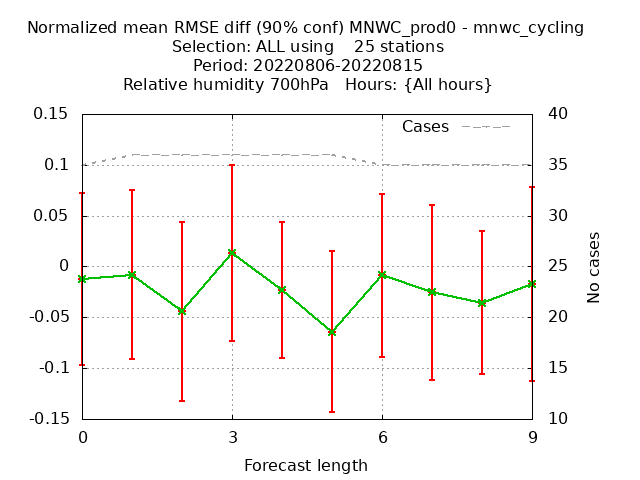 Normalized mean RMSE diff (90% conf) MNWC_prod0 - mnwc_cycling
Selection: ALL using    25 stations
Period: 20220806-20220815
Relative humidity 700hPa   Hours: {All hours}
0.15
0.1
0.05
0
-0.05
-0.1
-0.15
Cases
40
35
30
25
20
15
10
No cases
0
3
6
9
Forecast length